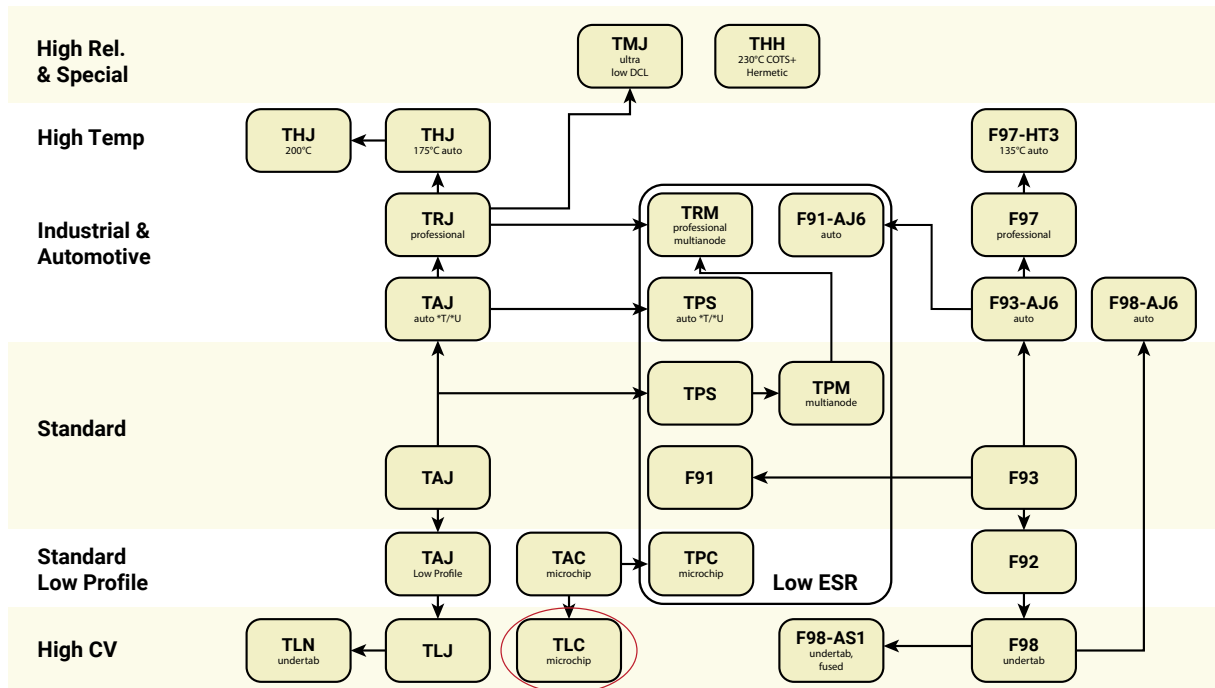 High Rel.
& Special
TMJ
ultra
low DCL
THH
230°C COTS+
Hermetic
High Temp
THJ
200°C
THJ
175°C auto
F97-HT3
135°C auto
Industrial &
Automotive
TRJ
professional
TRM
professional
multianode
F91-AJ6
auto
F97
professional
TAJ
auto *T/*U
TPS
auto *T/*U
F93-AJ6
auto
F98-AJ6
auto
Standard
TPS
TPM
multianode
TAJ
F91
F93
Standard
Low Profile
TAJ
Low Profile
TAC
microchip
TPC
microchip
Low ESR
F92
High CV
TLN
undertab
TLJ
TLC
microchip
F98-AS1
undertab,
fused
F98
undertab